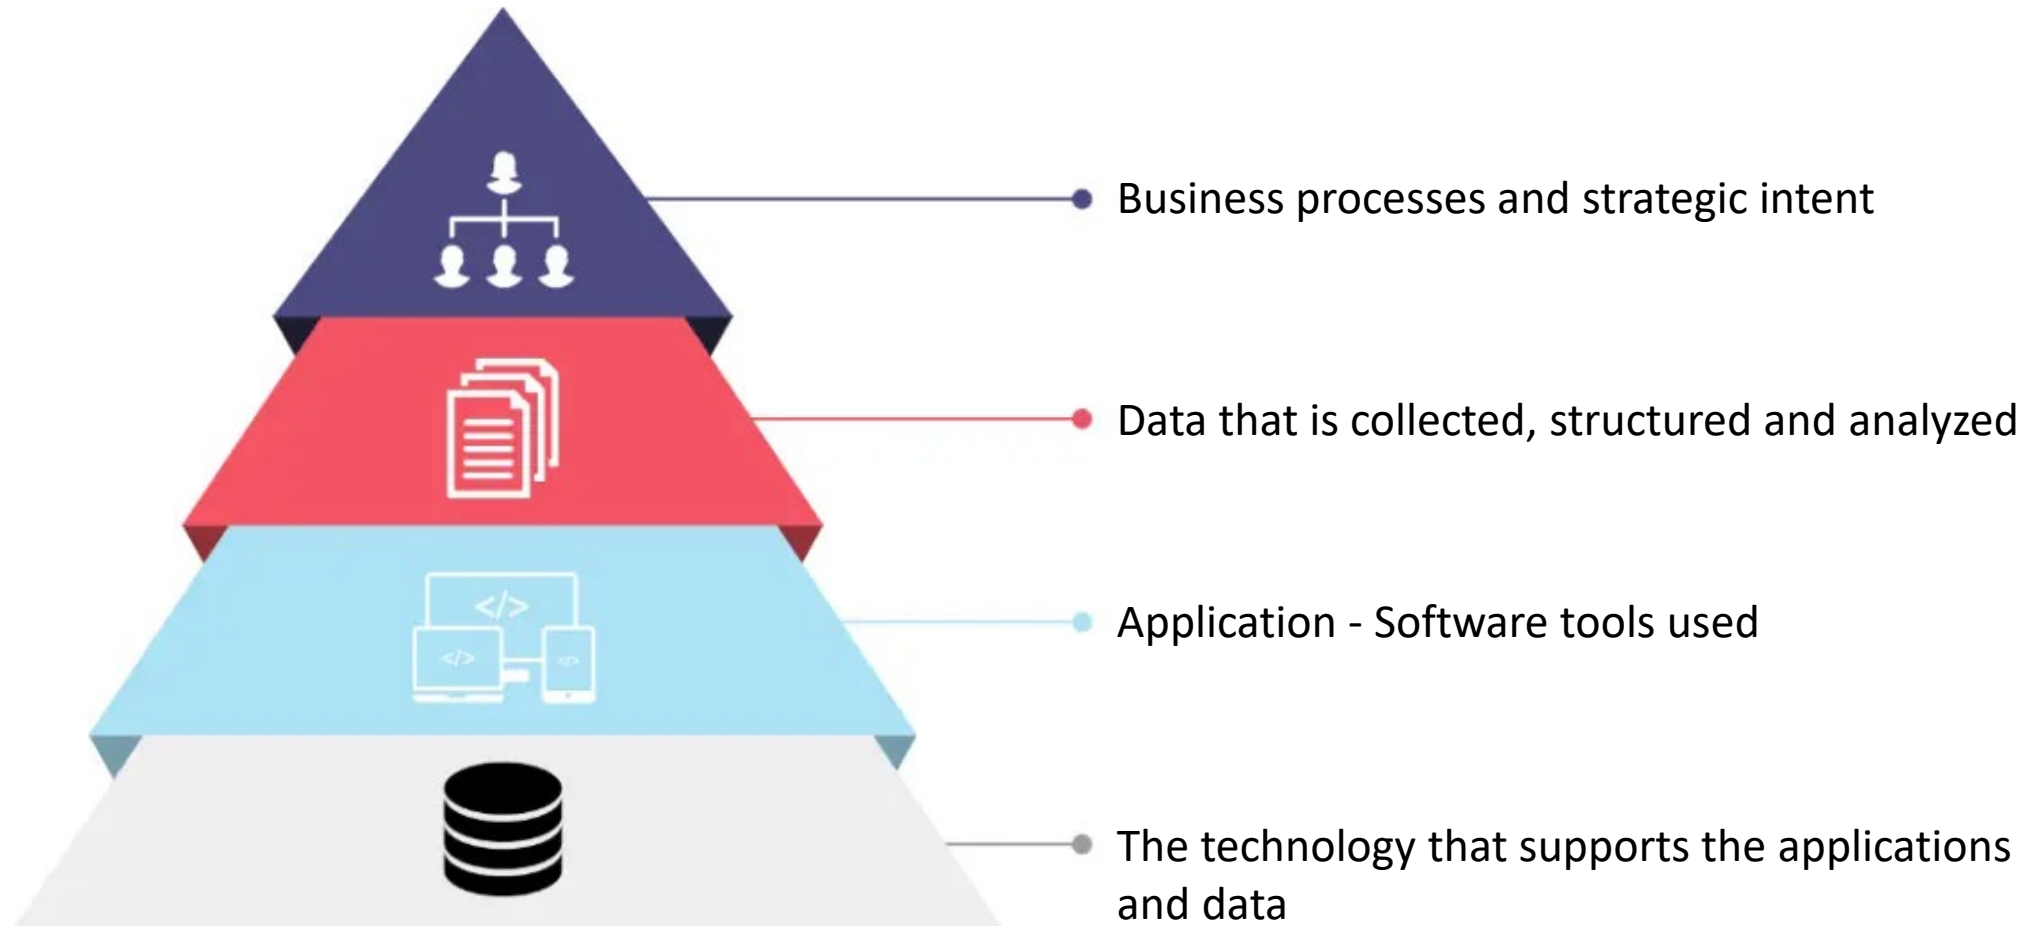 Business processes and strategic intent
Data that is collected, structured and analyzed
</>
Application - Software tools used
</>
</>
The technology that supports the applications
and data